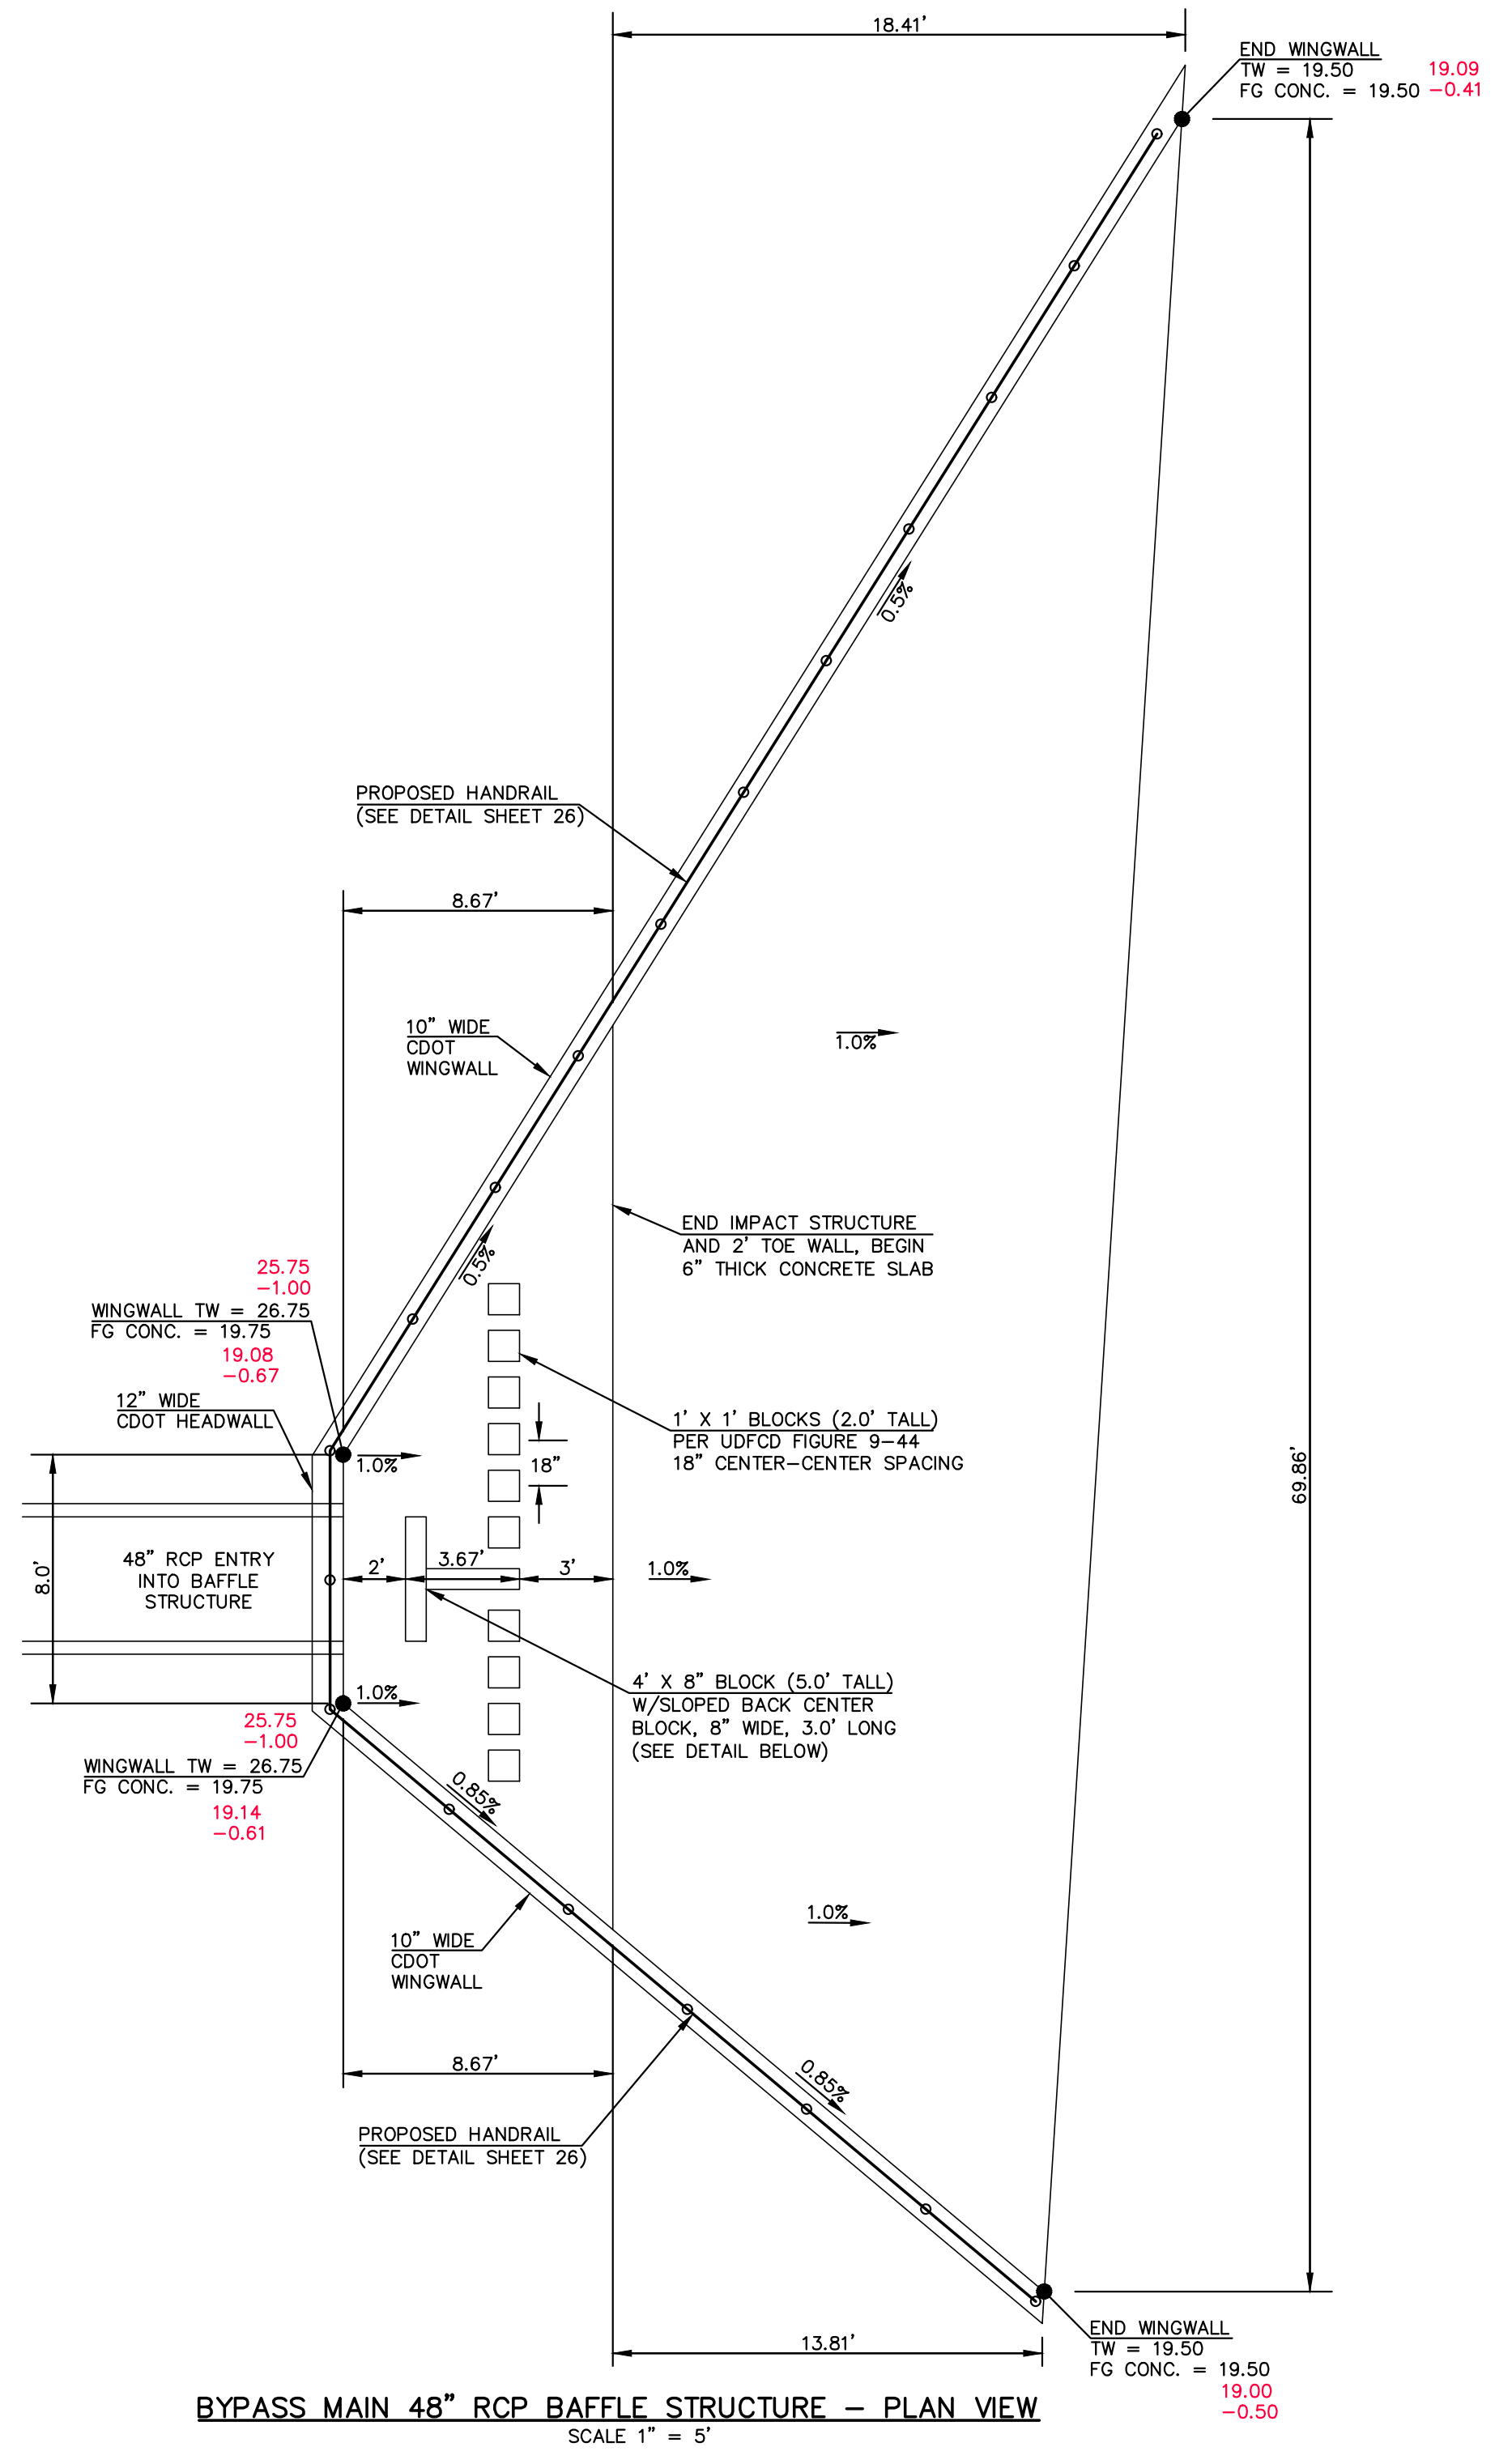 18.41'
END WINGWALL
TW = 19.50
FG CONC. = 19.50
19.09
-0.41
PROPOSED HANDRAIL
(SEE DETAIL SHEET 26)
0.5%
8.67'
10" WIDE
CDOT
WINGWALL
1.0%
END IMPACT STRUCTURE
AND 2' TOE WALL, BEGIN
6" THICK CONCRETE SLAB
0.5%
25.75
-1.00
WINGWALL TW = 26.75
FG CONC. = 19.75
19.08
-0.67
12" WIDE
CDOT HEADWALL
1' X 1' BLOCKS (2.0' TALL)
PER UDFCD FIGURE 9-44
18" CENTER-CENTER SPACING
1.0%
18"
69.86'
8.0'
48" RCP ENTRY
INTO BAFFLE
STRUCTURE
2'
3.67'
3'
1.0%
4' X 8" BLOCK (5.0' TALL)
W/SLOPED BACK CENTER
BLOCK, 8" WIDE, 3.0' LONG
(SEE DETAIL BELOW)
1.0%
25.75
-1.00
WINGWALL TW = 26.75
FG CONC. = 19.75
19.14
-0.61
0.85%
1.0%
10" WIDE
CDOT
WINGWALL
8.67'
0.85%
PROPOSED HANDRAIL
(SEE DETAIL SHEET 26)
13.81'
END WINGWALL
TW = 19.50
FG CONC. = 19.50
19.00
-0.50
BYPASS MAIN 48" RCP BAFFLE STRUCTURE - PLAN VIEW
SCALE 1" = 5'